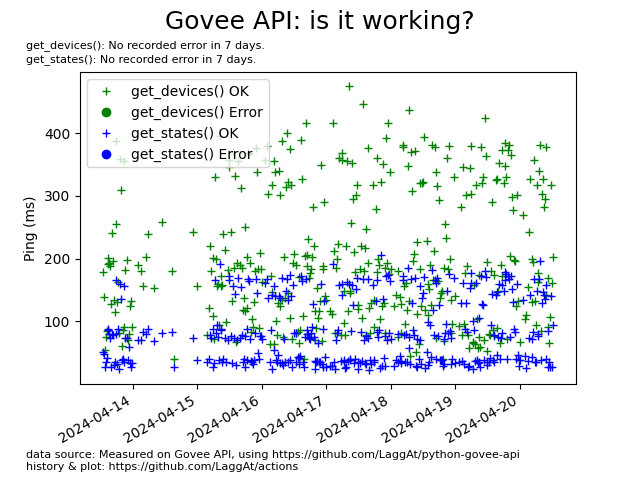 Govee API: is it working?
get_devices(): No recorded error in 7 days.
get_states(): No recorded error in 7 days.
get_devices() OK
get_devices() Error
get_states() OK
get_states() Error
Ping (ms)
400
300
200
100
2024-04-14
2024-04-15
2024-04-16
2024-04-17
2024-04-18
2024-04-19
2024-04-20
data source: Measured on Govee API, using https://github.com/LaggAt/python-govee-api
history & plot: https://github.com/LaggAt/actions